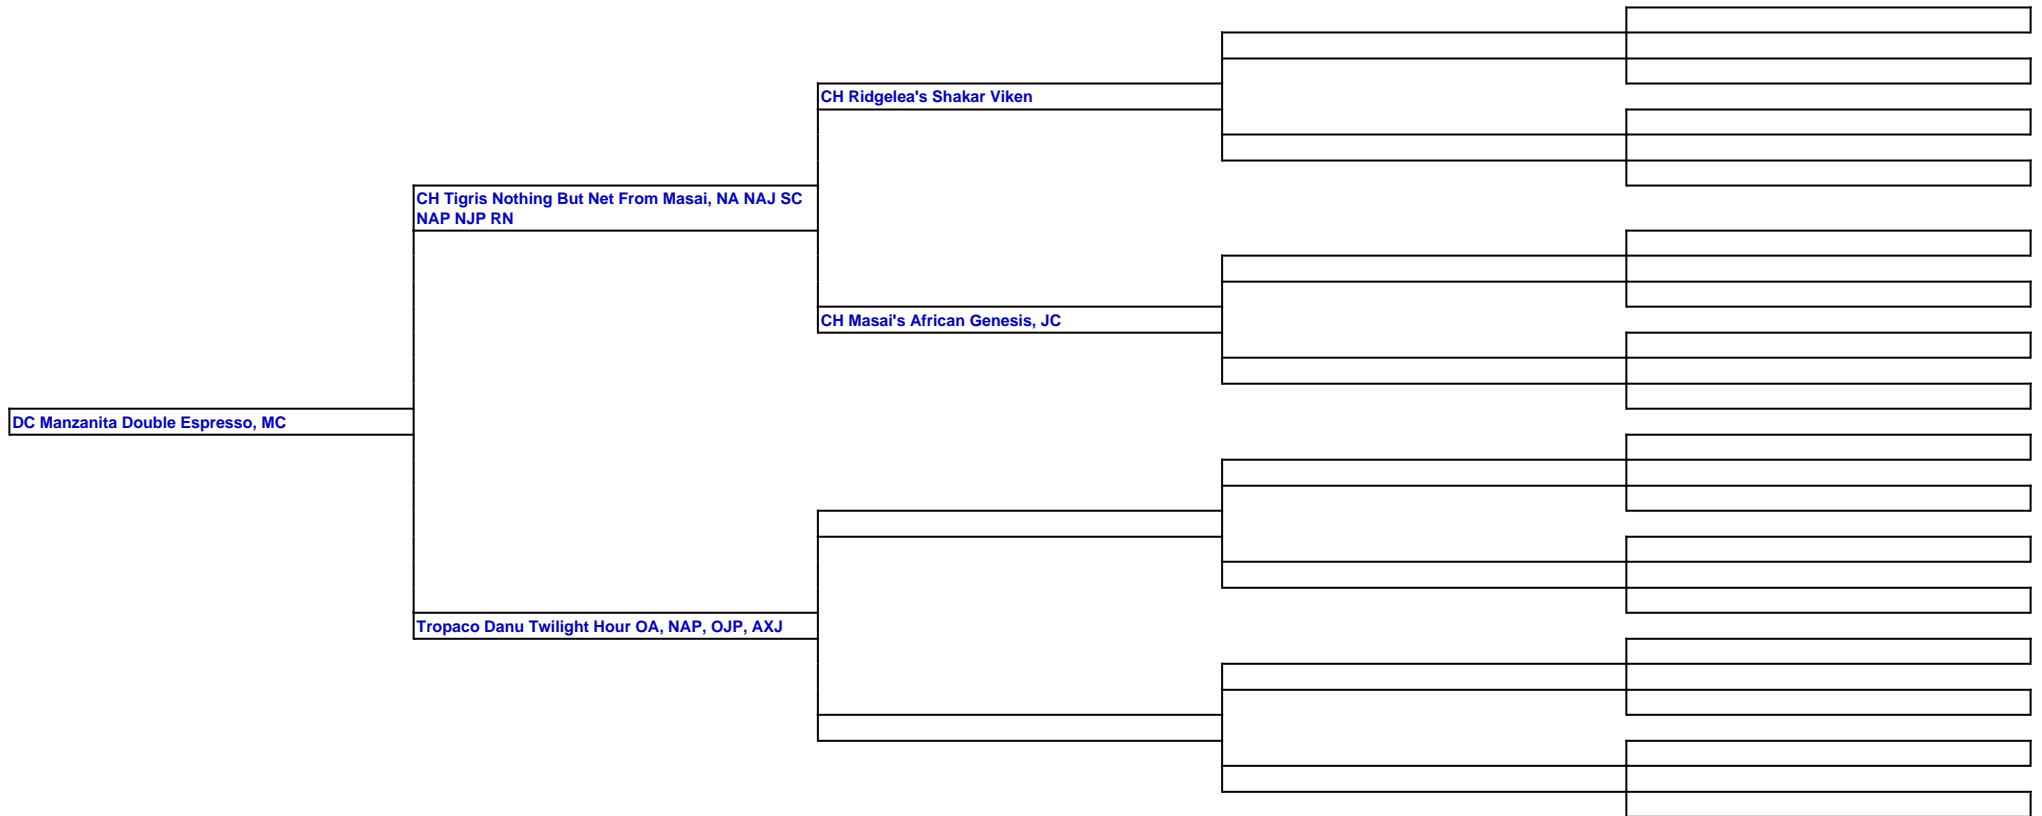 CH Ridgelea's Shakar Viken
CH Tigris Nothing But Net From Masai, NA NAJ SC
NAP NJP RN
CH Masai's African Genesis, JC
DC Manzanita Double Espresso, MC
Tropaco Danu Twilight Hour OA, NAP, OJP, AXJ